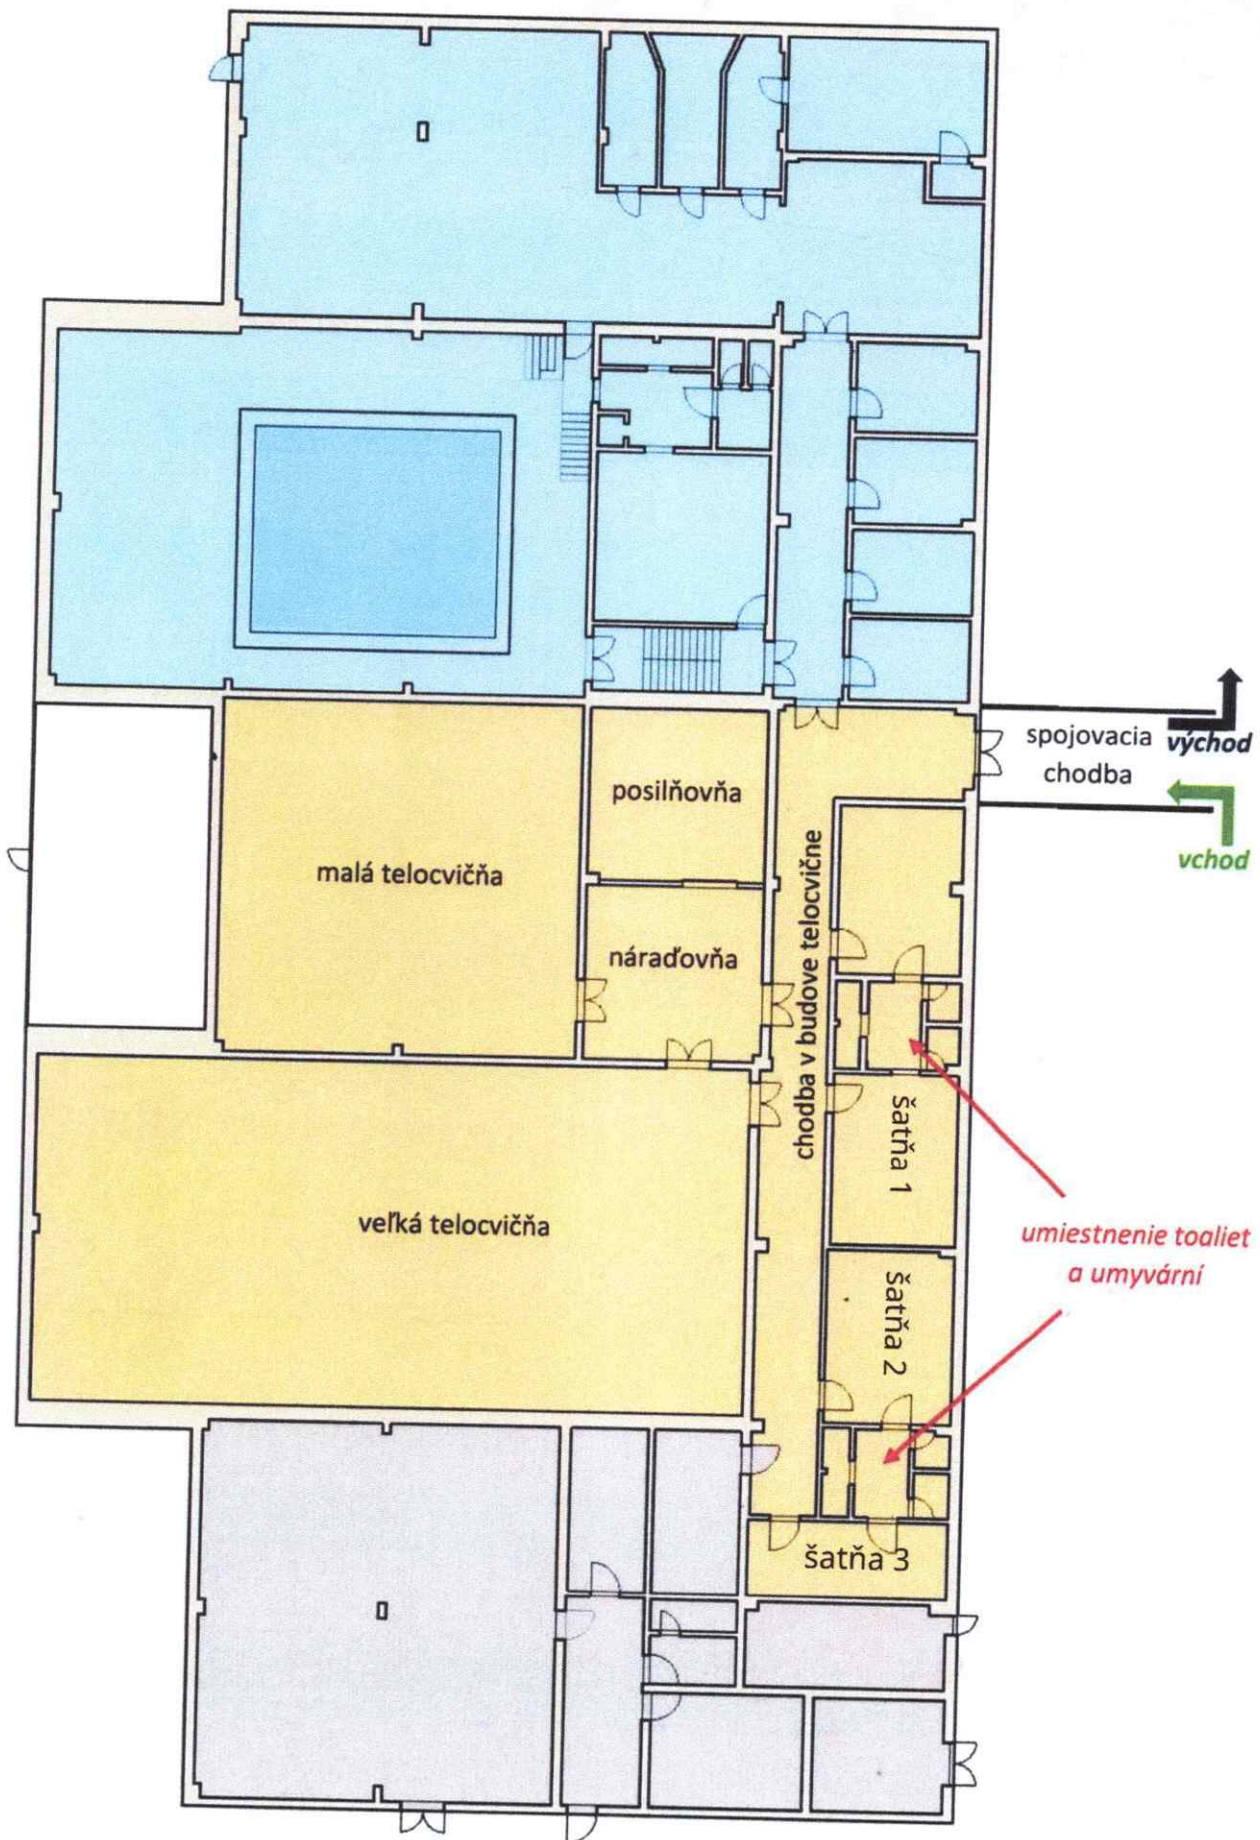 spojovacia
chodba
východ
vchod
posilňovňa
malá telocvičňa
náraďovňa
chodba v budove telocvične
šatňa 1
veľká telocvičňa
umiestnenie toaliet
a umyvární
šatňa 2
šatňa 3